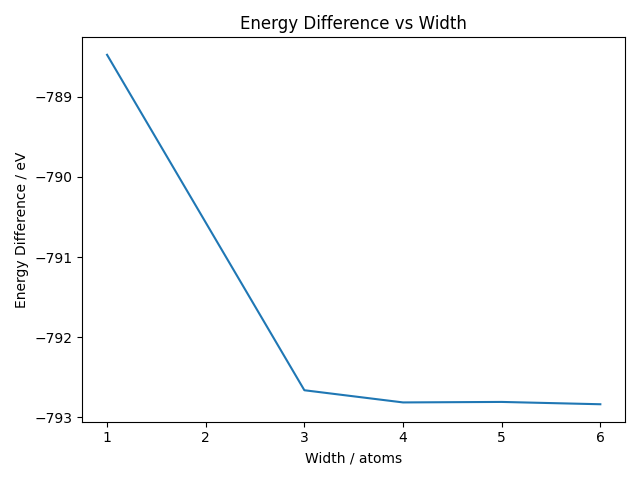 Energy Difference vs Width
Energy Difference / eV
−789
−790
−791
−792
−793
1 2 3 4 5 6
Width / atoms